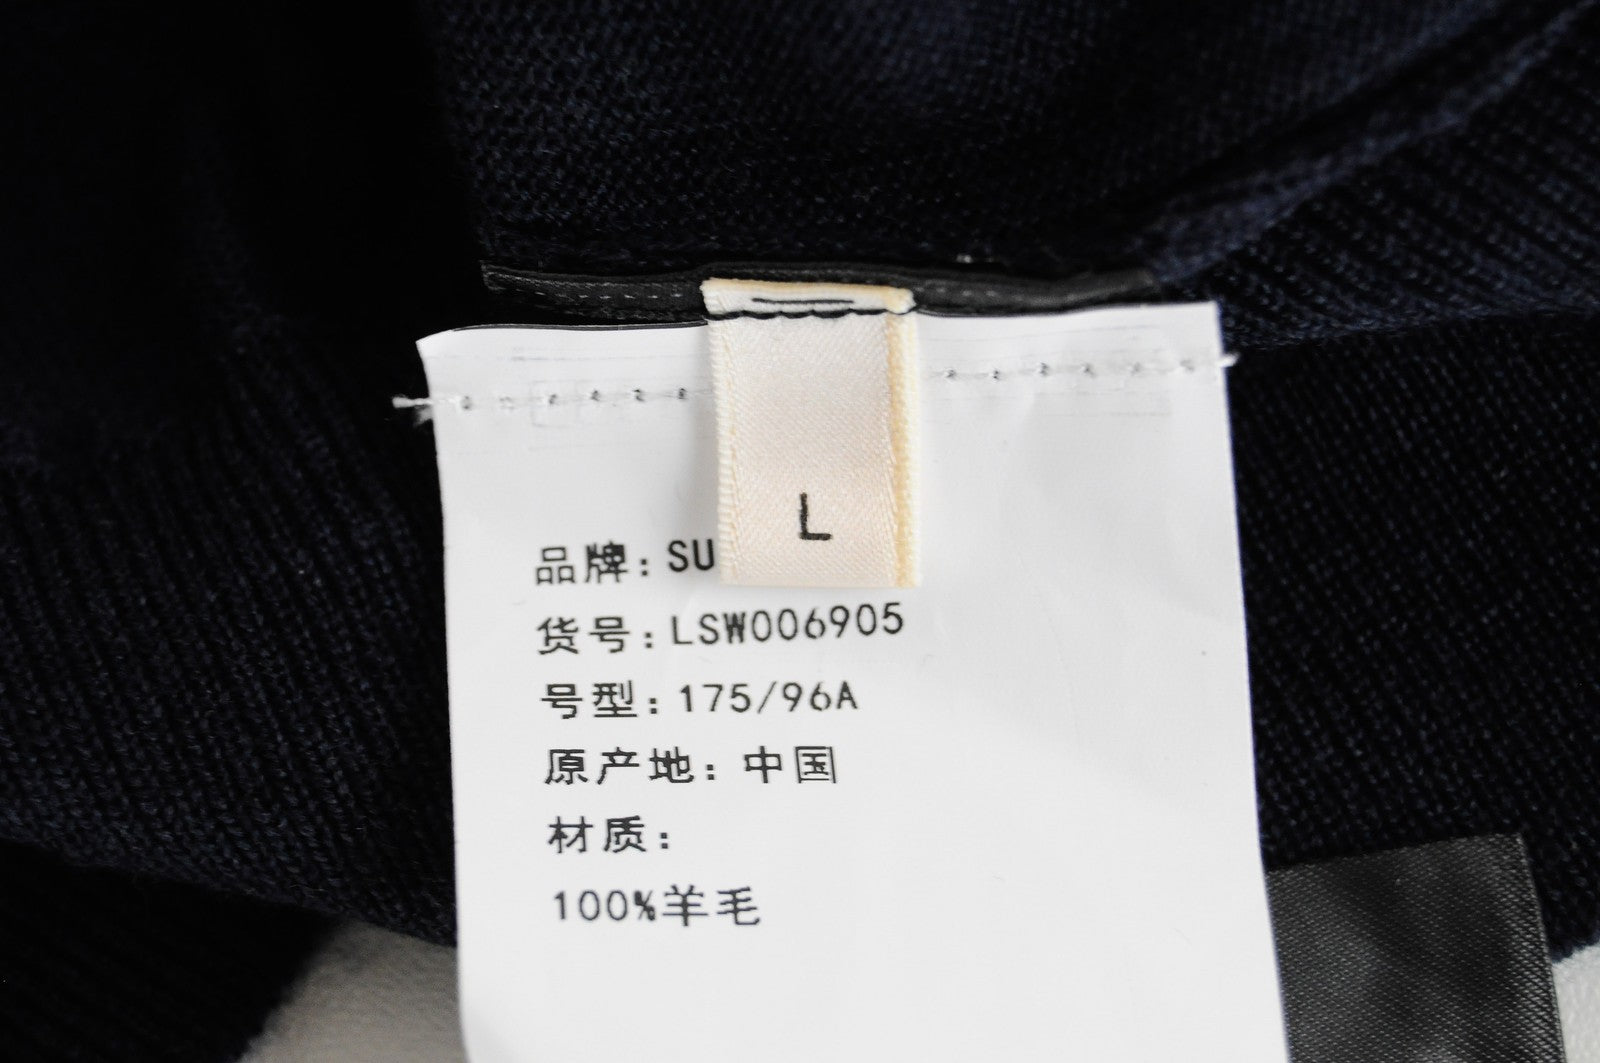 L
品牌：SU
货号：LSW006905
号型：175/96A
原产地：中国
材质：
100%羊毛